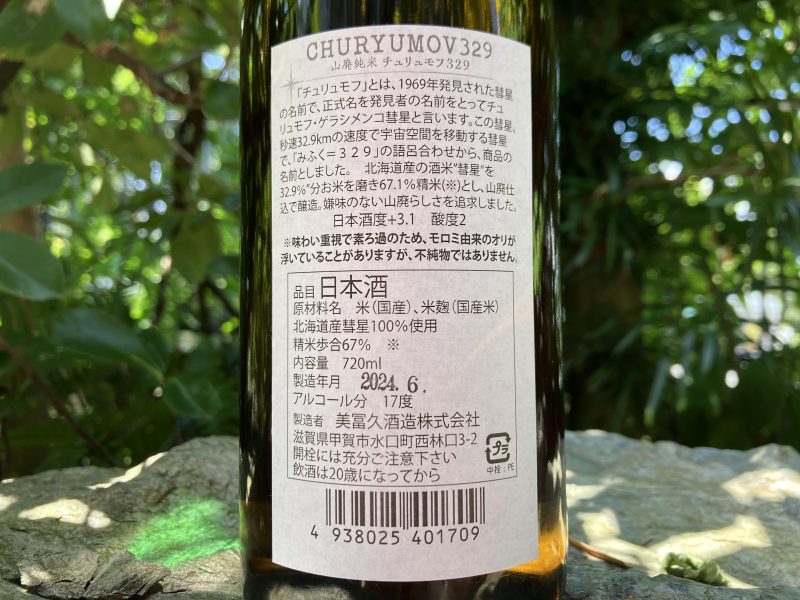 CHURYUMOV329
山廃純米 チュリュモフ329
「チュリュモフ」とは、1969年発見された彗星
の名前で、正式名を発見者の名前をとってチュ
リュモフ・ゲラシメンコ彗星と言います。この彗星、
秒速32.9kmの速度で宇宙空間を移動する彗星
で、「みふく=329」の語呂合わせから、商品の
名前としました。 北海道産の酒米“彗星”を
32.9%分お米を磨き67.1%精米(※)とし、山廃仕
込で醸造。嫌味のない山廃らしさを追求しました。
日本酒度+3.1 酸度2
※味わい重視で素ろ過のため、モロミ由来のオリが
浮いていることがありますが、不純物ではありません。
品目 日本酒
原材料名 米(国産)、米麹(国産米)
北海道産彗星100%使用
精米歩合67% ※
内容量 720ml
製造年月 2024.6.
アルコール分 17度
製造者 美冨久酒造株式会社
滋賀県甲賀市水口町西林口3-2
開栓には充分ご注意下さい
飲酒は20歳になってから
プラ
中栓:PE
4 938025 401709